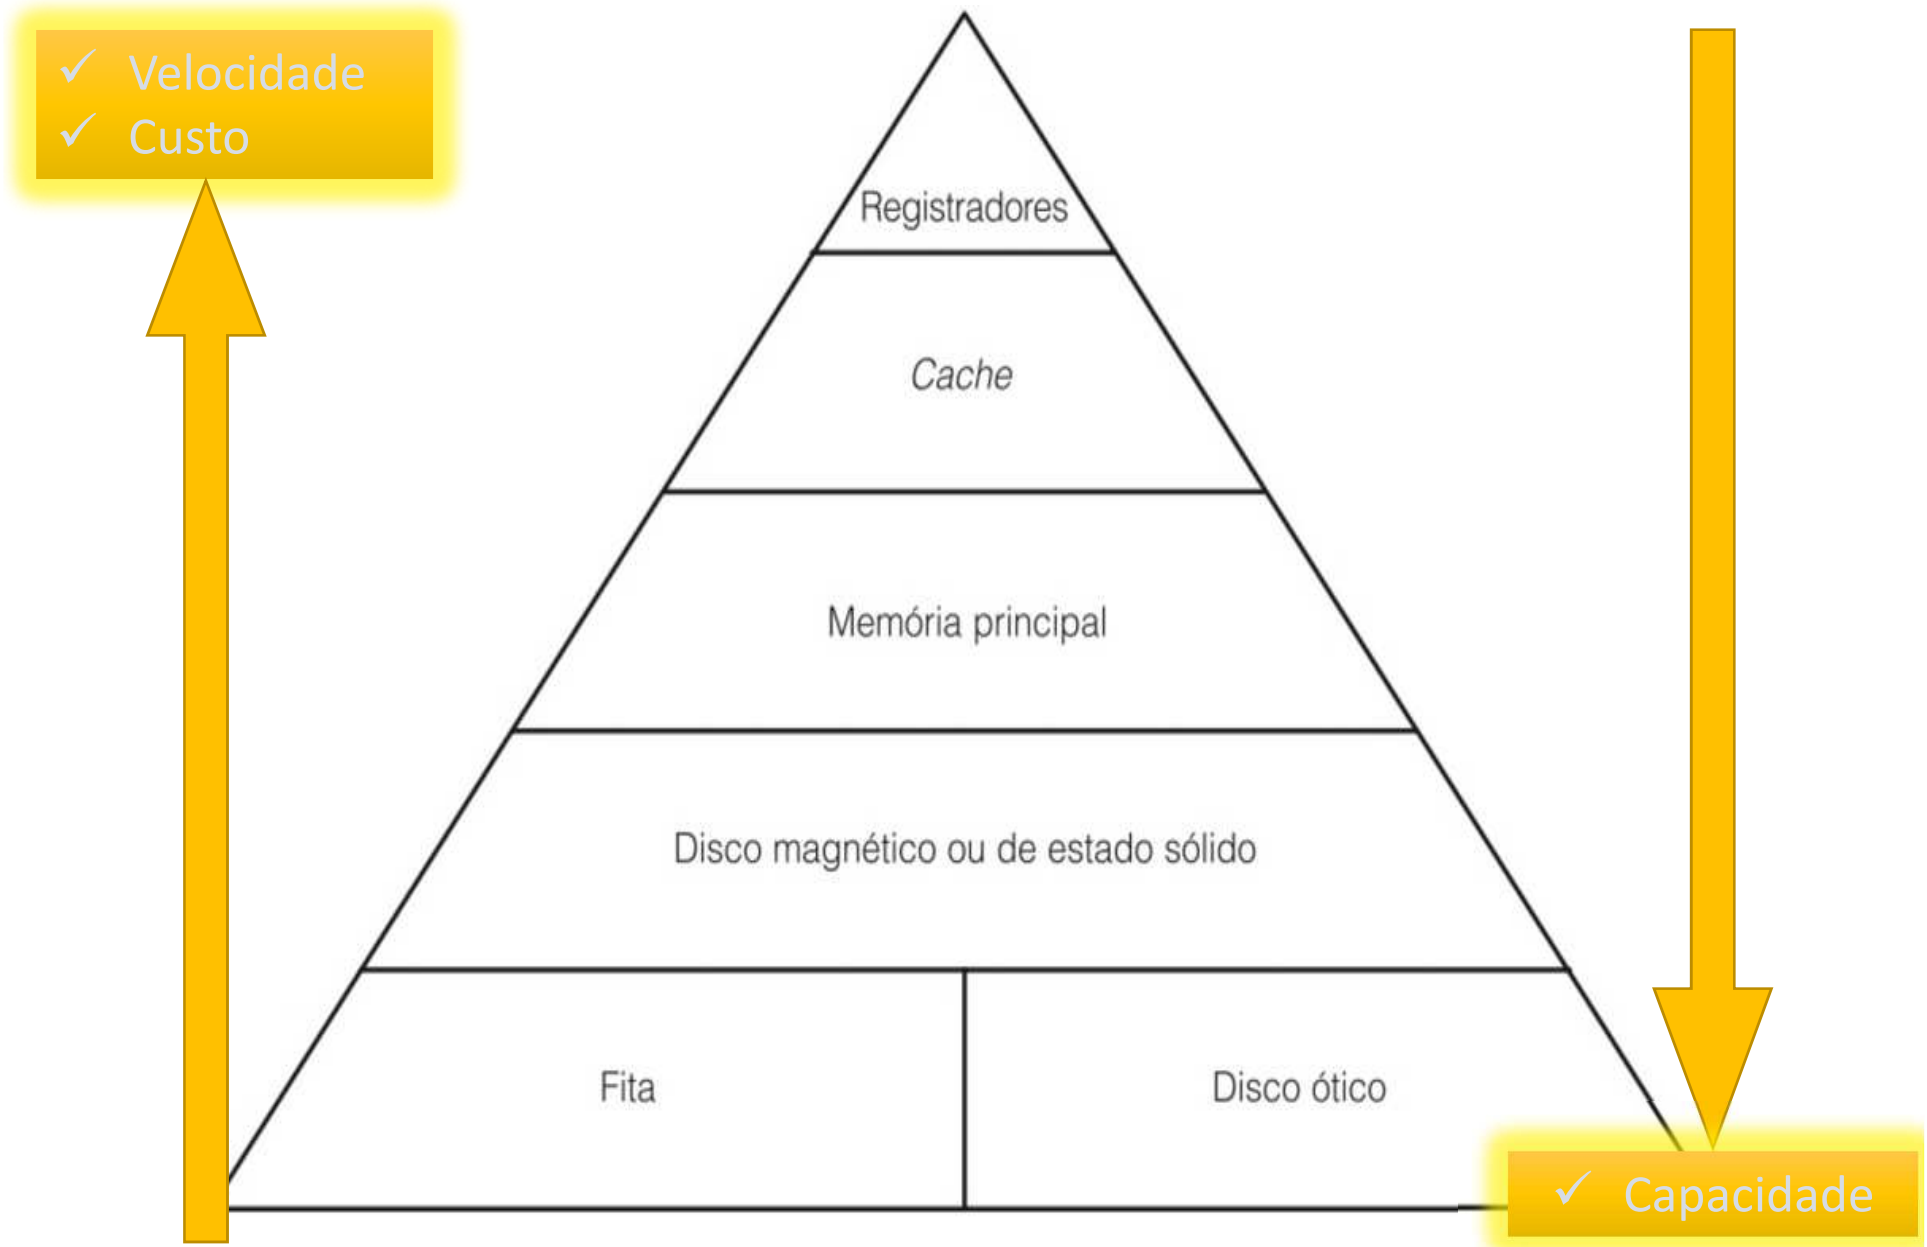 ✓ Velocidade
✓ Custo
Registradores
Cache
Memória principal
Disco magnético ou de estado sólido
Fita
Disco ótico
✓ Capacidade